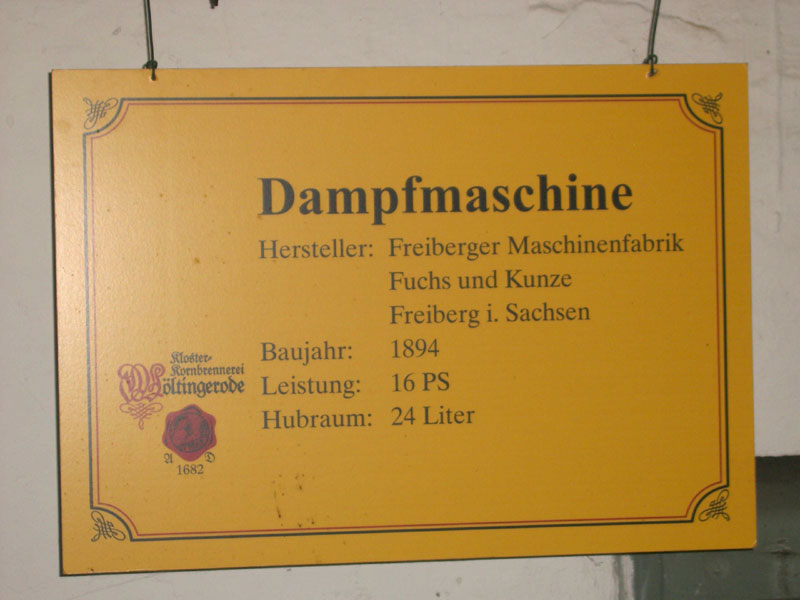 Dampfmaschine
Hersteller: Freiberger Maschinenfabrik
Fuchs und Kunze
Freiberg i. Sachsen
Baujahr: 1894
Leistung: 16 PS
Hubraum: 24 Liter
Kloster-
Kornbrennerei
Wöltingerode
A D
1682